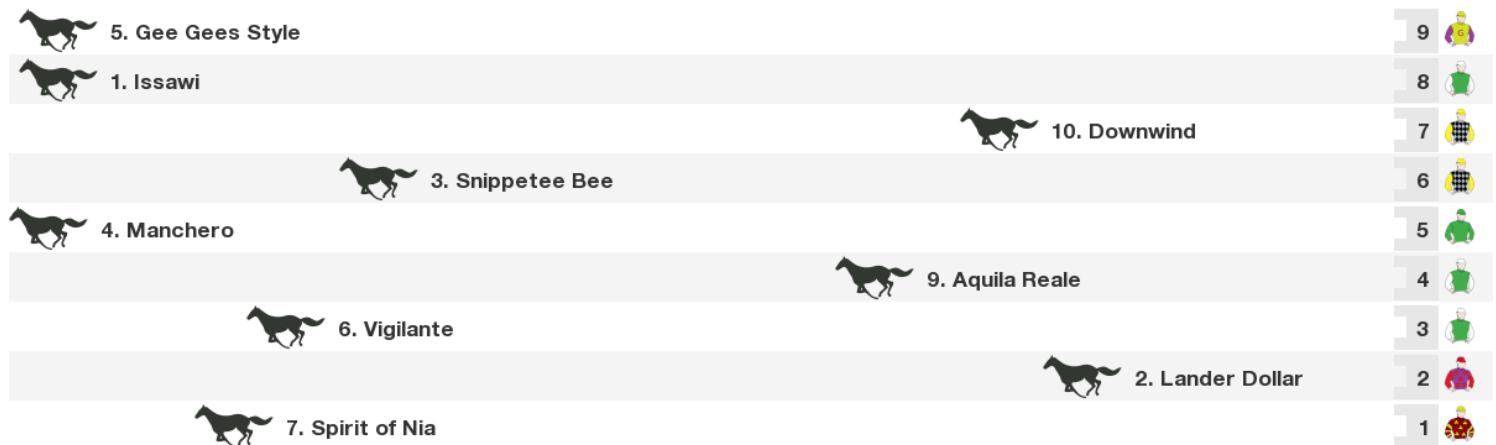 5. Gee Gees Style 9 G
1. Issawi 8
10. Downwind 7
3. Snippetee Bee 6
4. Manchero 5
9. Aquila Reale 4
6. Vigilante 3
2. Lander Dollar 2
7. Spirit of Nia 1